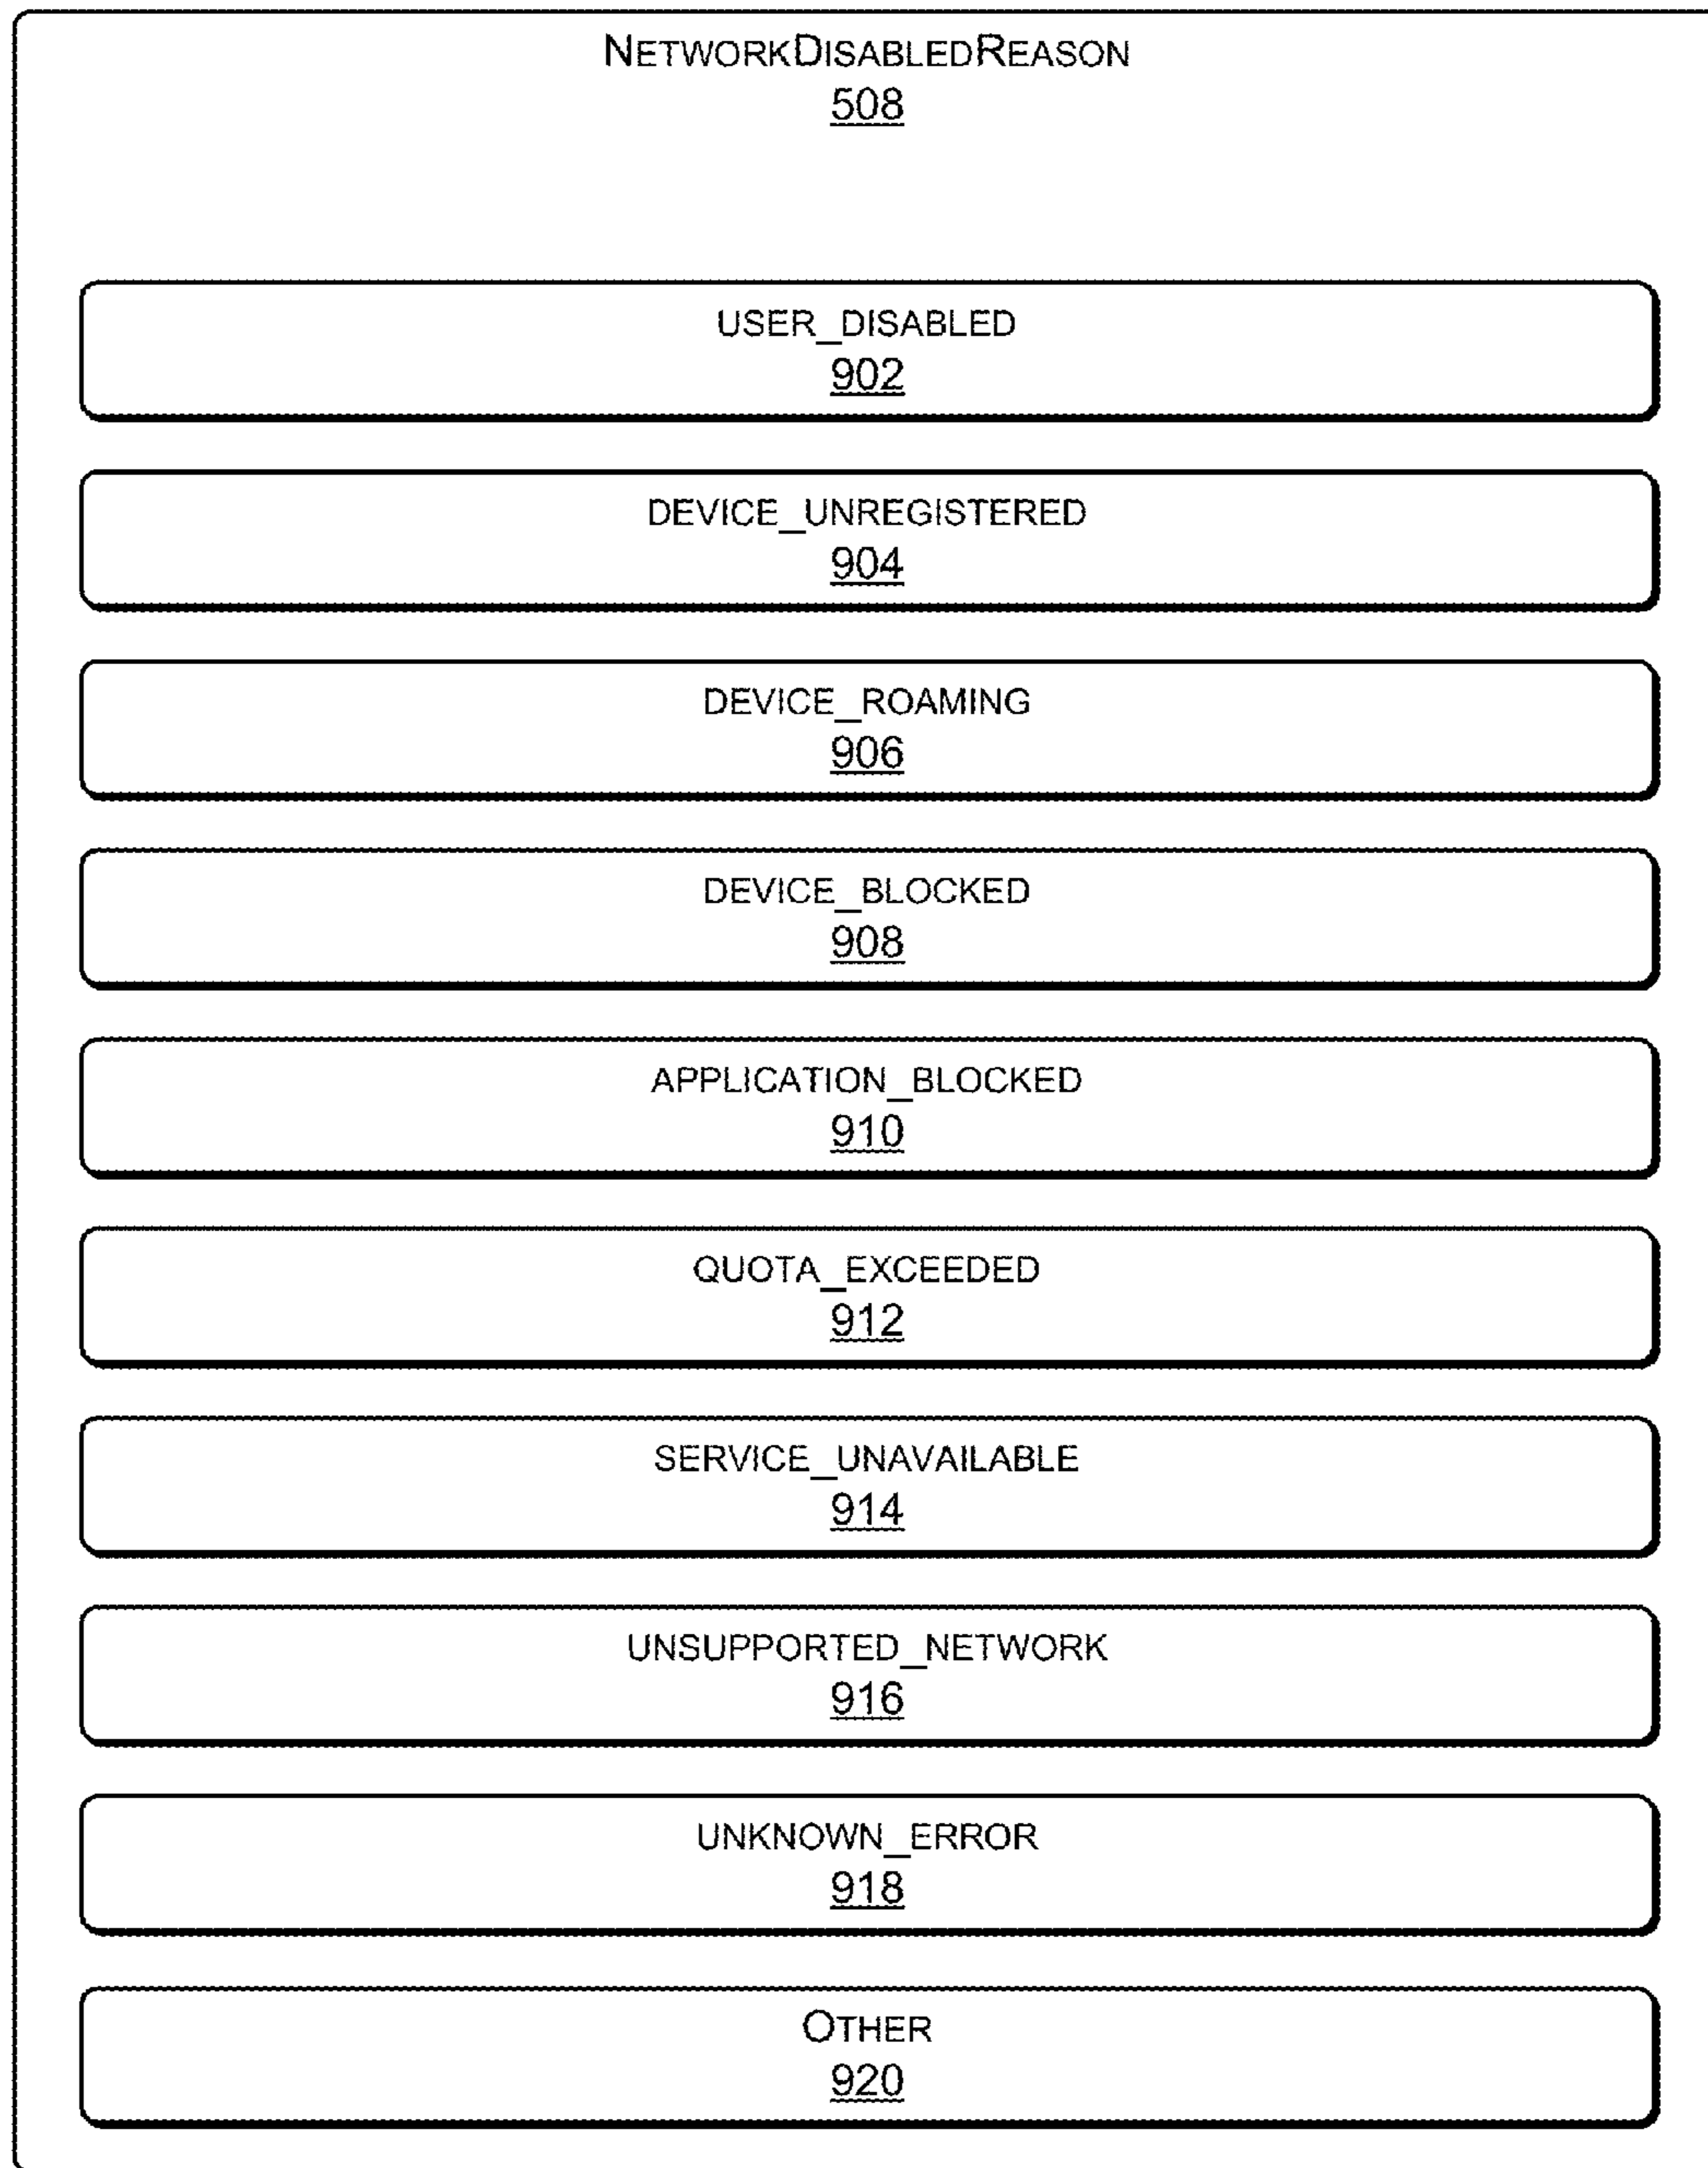 NETWORKDISABLEDREASON
508
USER_DISABLED
902
DEVICE_UNREGISTERED
904
DEVICE_ROAMING
906
DEVICE_BLOCKED
908
APPLICATION_BLOCKED
910
QUOTA_EXCEEDED
912
SERVICE_UNAVAILABLE
914
UNSUPPORTED_NETWORK
916
UNKNOWN_ERROR
918
OTHER
920